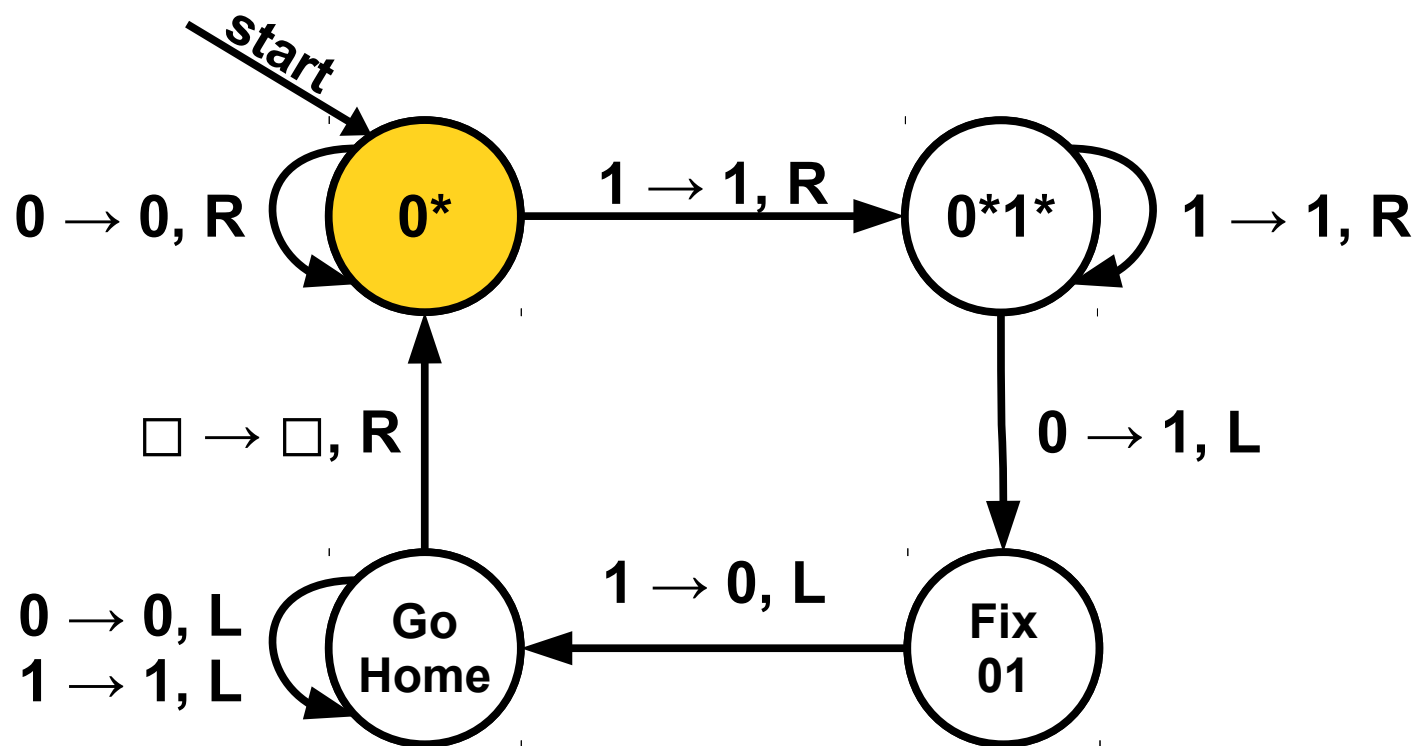 start
0 → 0, R
0*
1 → 1, R
0*1*
1 → 1, R
□ → □, R
0 → 1, L
0 → 0, L
1 → 1, L
Go
Home
1 → 0, L
Fix
01